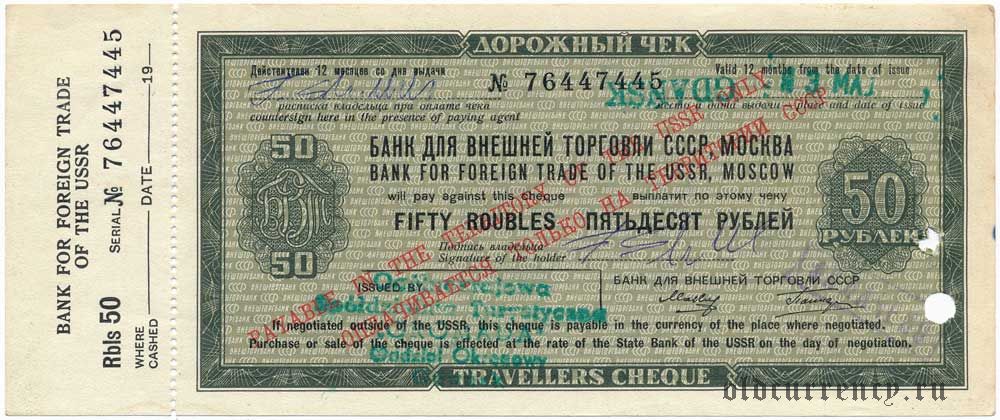 BANK FOR FOREIGN TRADE
OF THE USSR
SERIAL № 76447445
Rbls 50
WHERE CASHED
DATE 19
ДОРОЖНЫЙ ЧЕК
Действителен 12 месяцев со дня выдачи
Valid 12 months from the date of issue
№ 76447445
GDAŃSK
3 MAJ
расписка владельца при оплате чека
место и дата выдачи place and date of issue
countersign here in the presence of paying agent
PAYABLE IN THE TERRITORY OF THE USSR ONLY
ОПЛАЧИВАЕТСЯ ТОЛЬКО НА ТЕРРИТОРИИ СССР
50
БАНК ДЛЯ ВНЕШНЕЙ ТОРГОВЛИ СССР, МОСКВА
BANK FOR FOREIGN TRADE OF THE USSR, MOSCOW
will pay against this cheque выплатит по этому чеку
FIFTY ROUBLES ПЯТЬДЕСЯТ РУБЛЕЙ
50
РУБЛЕЙ
БВТ
50
Подпись владельца
Signature of the holder
БАНК ДЛЯ ВНЕШНЕЙ ТОРГОВЛИ СССР
ISSUED BY
Oddział Okręgowy
If negotiated outside of the USSR, this cheque is payable in the currency of the place where negotiated.
Purchase or sale of the cheque is effected at the rate of the State Bank of the USSR on the day of negotiation.
TRAVELLERS CHEQUE
oldcurrency.ru